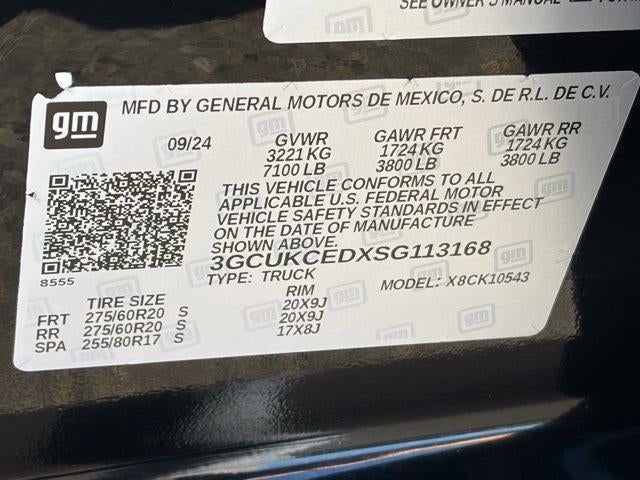 SEE OWNER'S MANUAL
gm
MFD BY GENERAL MOTORS DE MEXICO, S. DE R.L. DE C.V.
09/24
GVWR GAWR FRT GAWR RR
3221 KG 1724 KG 1724 KG
7100 LB 3800 LB 3800 LB
THIS VEHICLE CONFORMS TO ALL
APPLICABLE U.S. FEDERAL MOTOR
VEHICLE SAFETY STANDARDS IN EFFECT
ON THE DATE OF MANUFACTURE
SHOWN ABOVE.
3GCUKCEDXSG113168
8555
TYPE: TRUCK MODEL: X8CK10543
TIRE SIZE RIM
FRT 275/60R20 S 20X9J
RR 275/60R20 S 20X9J
SPA 255/80R17 S 17X8J